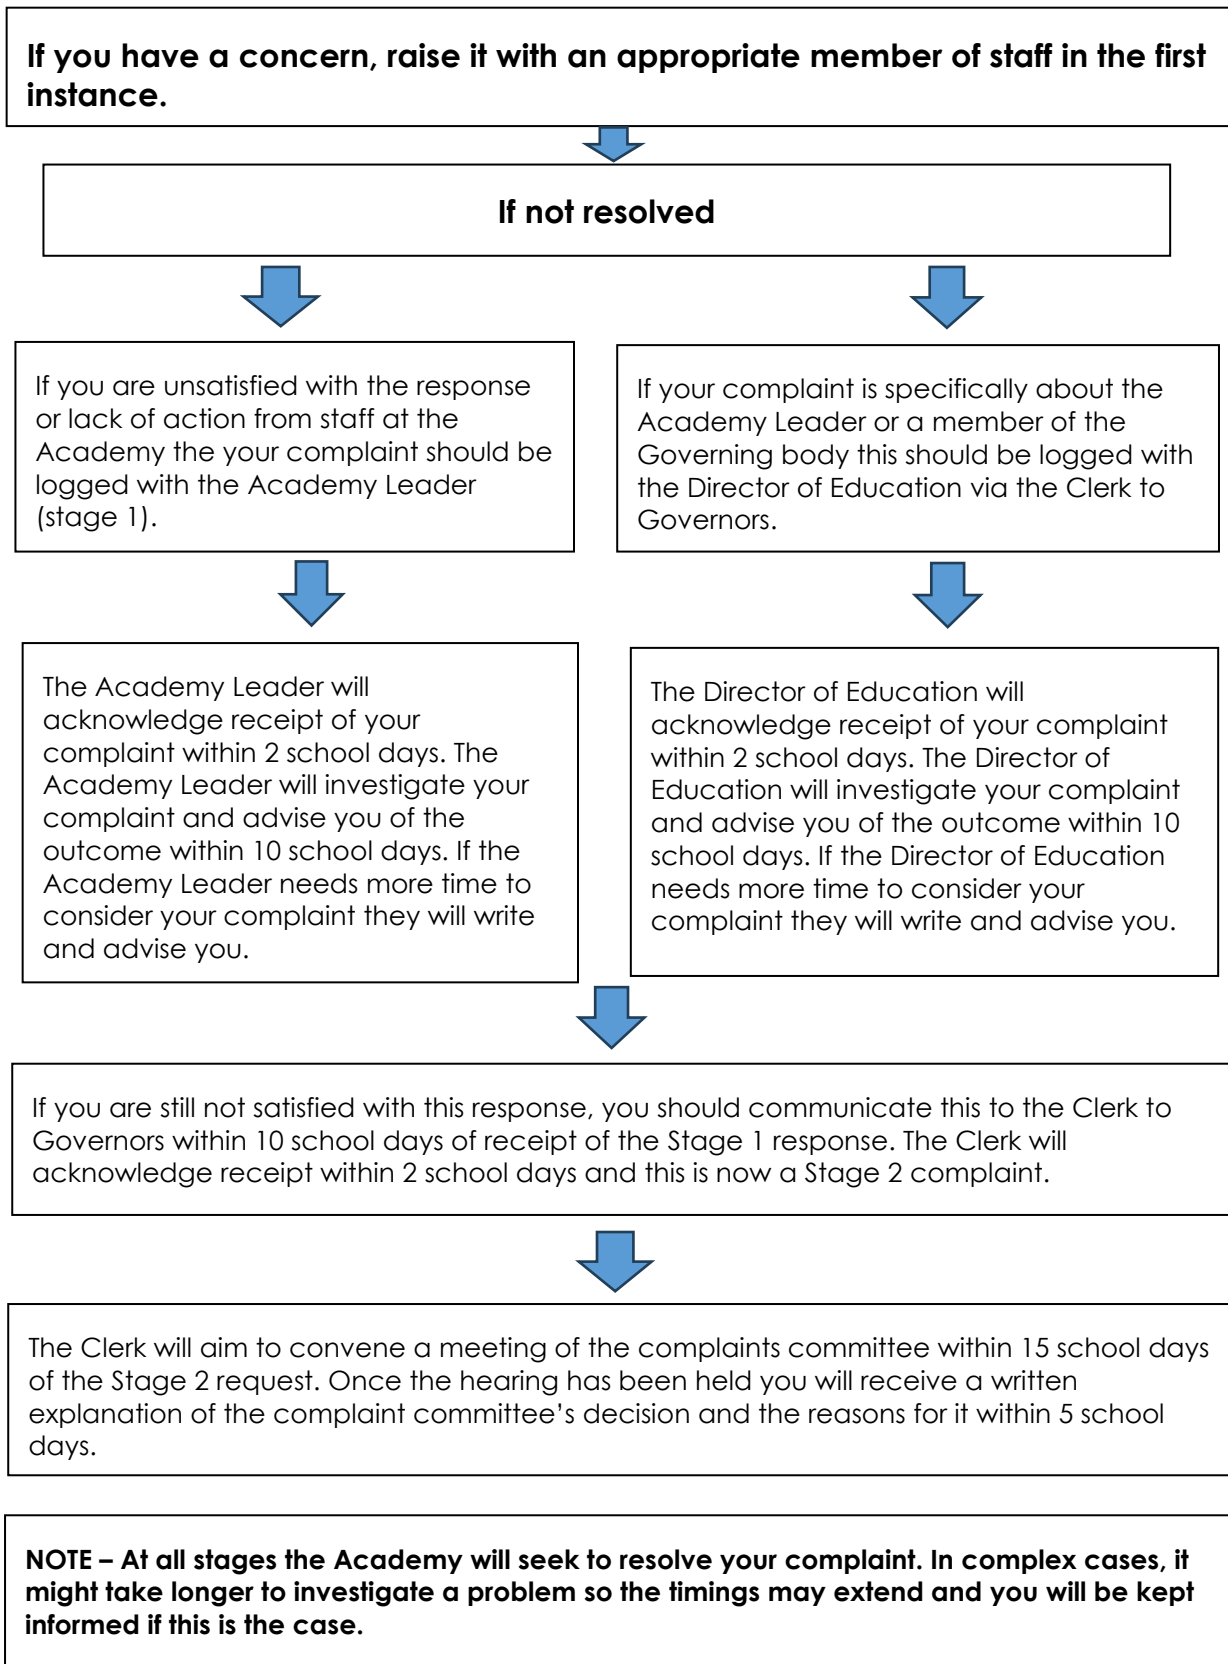 If you have a concern, raise it with an appropriate member of staff in the first
instance.
If not resolved
If you are unsatisfied with the response
or lack of action from staff at the
Academy the your complaint should be
logged with the Academy Leader
(stage 1).
If your complaint is specifically about the
Academy Leader or a member of the
Governing body this should be logged with
the Director of Education via the Clerk to
Governors.
The Academy Leader will
acknowledge receipt of your
complaint within 2 school days. The
Academy Leader will investigate your
complaint and advise you of the
outcome within 10 school days. If the
Academy Leader needs more time to
consider your complaint they will write
and advise you.
The Director of Education will
acknowledge receipt of your complaint
within 2 school days. The Director of
Education will investigate your complaint
and advise you of the outcome within 10
school days. If the Director of Education
needs more time to consider your
complaint they will write and advise you.
If you are still not satisfied with this response, you should communicate this to the Clerk to
Governors within 10 school days of receipt of the Stage 1 response. The Clerk will
acknowledge receipt within 2 school days and this is now a Stage 2 complaint.
The Clerk will aim to convene a meeting of the complaints committee within 15 school days
of the Stage 2 request. Once the hearing has been held you will receive a written
explanation of the complaint committee’s decision and the reasons for it within 5 school
days.
NOTE – At all stages the Academy will seek to resolve your complaint. In complex cases, it
might take longer to investigate a problem so the timings may extend and you will be kept
informed if this is the case.